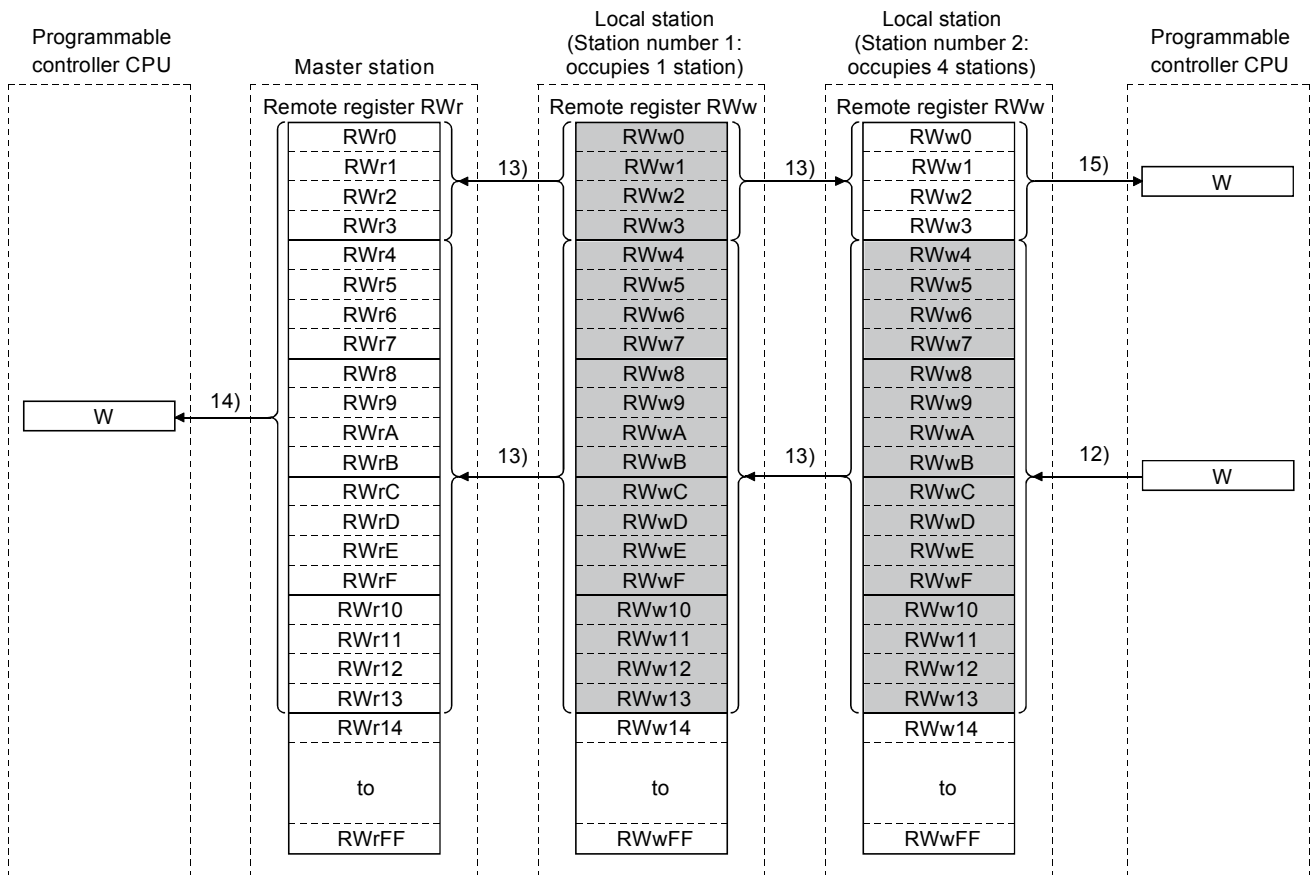 Programmable
controller CPU
Master station
Local station
(Station number 1:
occupies 1 station)
Local station
(Station number 2:
occupies 4 stations)
Programmable
controller CPU
Remote register RWr
Remote register RWw
Remote register RWw
RWr0
RWw0
RWw0
RWr1
13)
RWw1
13)
RWw1
15)
W
RWr2
RWw2
RWw2
RWr3
RWw3
RWw3
RWr4
RWw4
RWw4
RWr5
RWw5
RWw5
RWr6
RWw6
RWw6
RWr7
RWw7
RWw7
RWr8
RWw8
RWw8
W
14)
RWr9
RWw9
RWw9
RWrA
RWwA
RWwA
RWrB
13)
RWwB
13)
RWwB
12)
W
RWrC
RWwC
RWwC
RWrD
RWwD
RWwD
RWrE
RWwE
RWwE
RWrF
RWwF
RWwF
RWr10
RWw10
RWw10
RWr11
RWw11
RWw11
RWr12
RWw12
RWw12
RWr13
RWw13
RWw13
RWr14
RWw14
RWw14
to
to
to
RWrFF
RWwFF
RWwFF